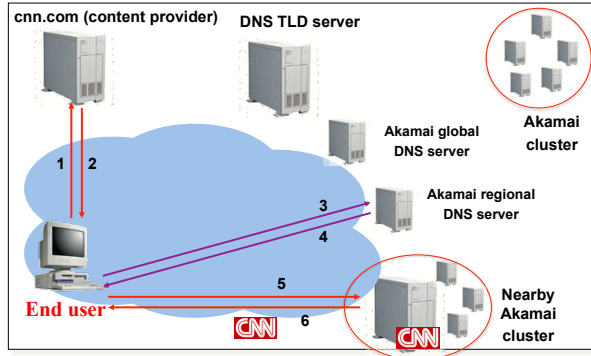 cnn.com (content provider)
DNS TLD server
Akamai
cluster
Akamai global
DNS server
1
2
Akamai regional
DNS server
3
4
End user
5
6
CNN
CNN
Nearby
Akamai
cluster